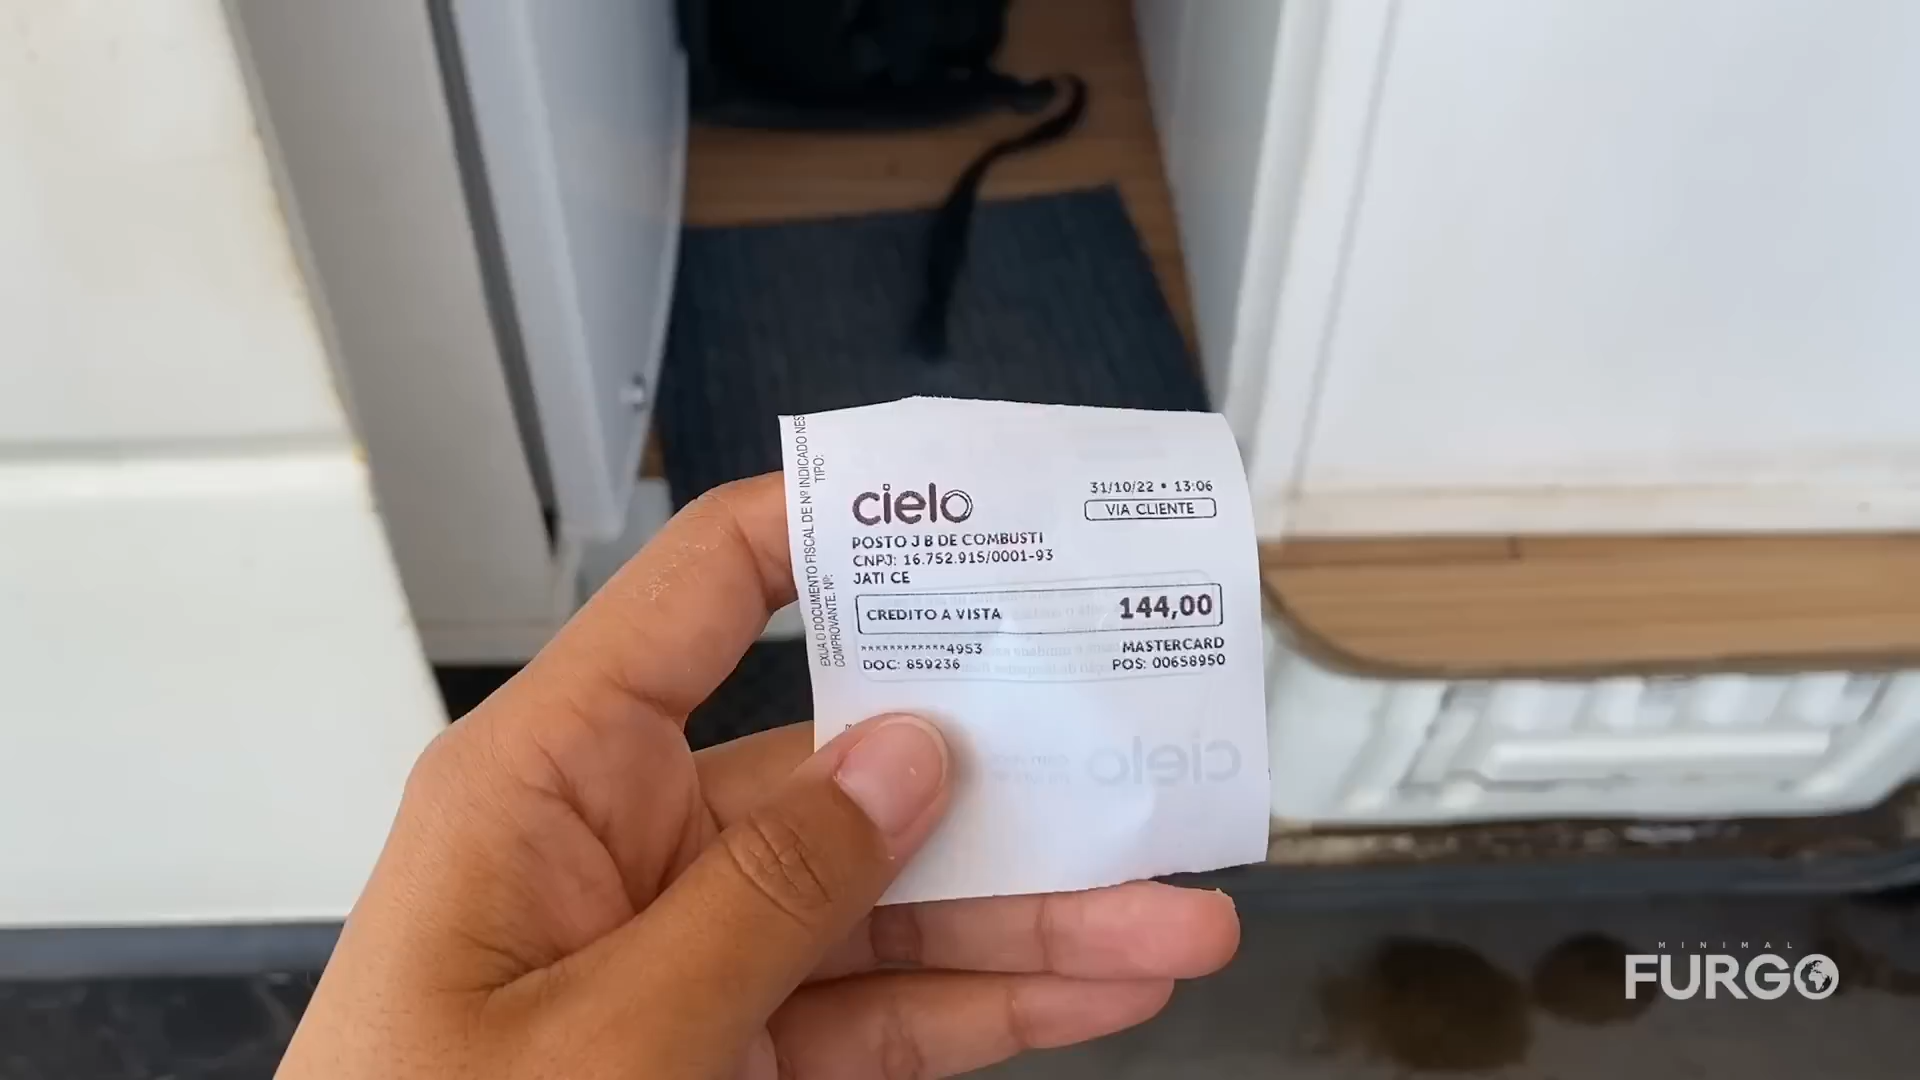 EXIJA O DOCUMENTO FISCAL DE Nº INDICADO NES
COMPROVANTE. Nº: TIPO:
cielo
31/10/22 • 13:06
VIA CLIENTE
POSTO J B DE COMBUSTI
CNPJ: 16.752.915/0001-93
JATI CE
CREDITO A VISTA 144,00
************4953 MASTERCARD
DOC: 859236 POS: 00658950
cielo
MINIMAL
FURGO